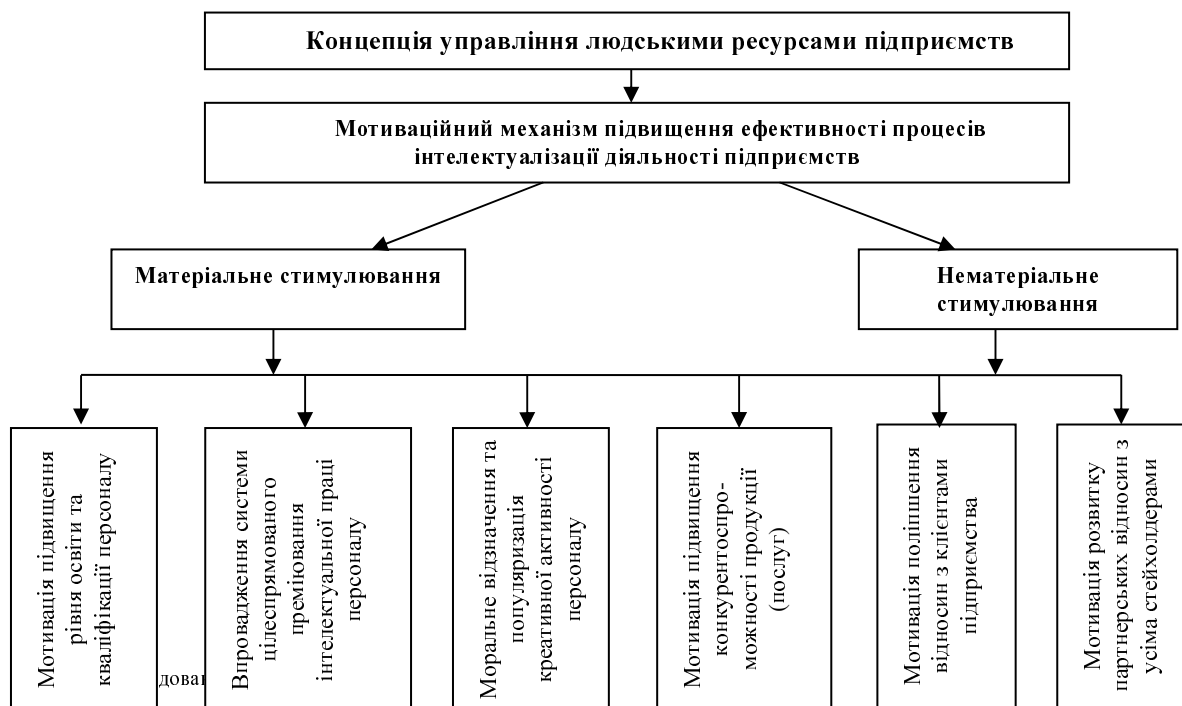 Концепція управління людськими ресурсами підприємств
Мотиваційний механізм підвищення ефективності процесів
інтелектуалізації діяльності підприємств
Матеріальне стимулювання
Нематеріальне
стимулювання
Мотивація підвищення
рівня освіти та
кваліфікації персоналу
Впровадження системи
цілеспрямованого
преміювання
інтелектуальної праці
персоналу
Моральне відзначення та
популяризація
креативної активності
персоналу
Мотивація підвищення
конкурентоспро-
можності продукції
(послуг)
Мотивація поліпшення
відносин з клієнтами
підприємства
Мотивація розвитку
партнерських відносин з
усіма стейхолдерами